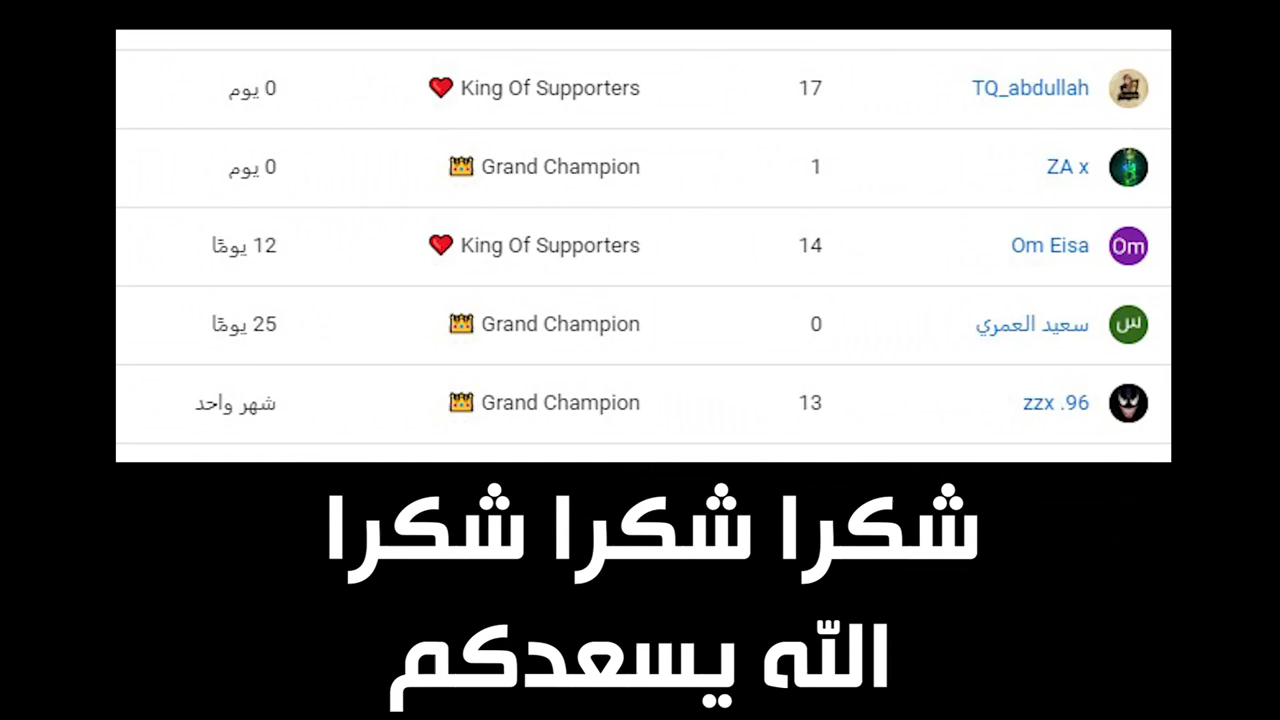 TQ_abdullah 17 King Of Supporters 0 يوم
ZA x 1 Grand Champion 0 يوم
Om Om Eisa 14 King Of Supporters 12 يومًا
س سعيد العمري 0 Grand Champion 25 يومًا
zzx .96 13 Grand Champion شهر واحد
شكرا شكرا شكرا
الله يسعدكم